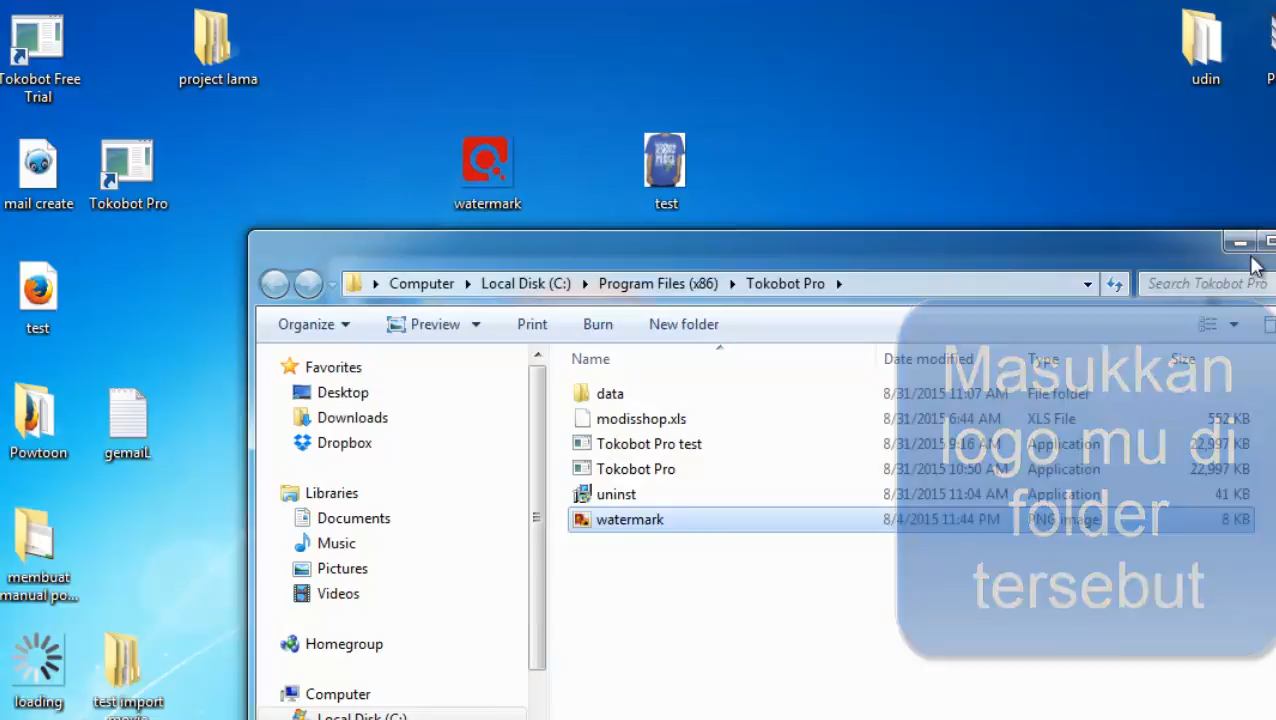 Tokobot Free
Trial
project lama
udin
P
mail create
Tokobot Pro
watermark
test
test
Powtoon
gemaiL
membuat
manual po...
loading
test import
Computer
Local Disk (C:)
Program Files (x86)
Tokobot Pro
Search Tokobot Pro
Organize
Preview
Print
Burn
New folder
Favorites
Desktop
Downloads
Dropbox
Libraries
Documents
Music
Pictures
Videos
Homegroup
Computer
Local Disk (C:)
Name Date modified Type Size
data 8/31/2015 11:07 AM File folder
modisshop.xls 8/31/2015 6:44 AM XLS File 552 KB
Tokobot Pro test 8/31/2015 9:16 AM Application 22,997 KB
Tokobot Pro 8/31/2015 10:50 AM Application 22,997 KB
uninst 8/31/2015 11:04 AM Application 41 KB
watermark 8/4/2015 11:44 PM PNG image 8 KB
Masukkan
logo mu di
folder
tersebut